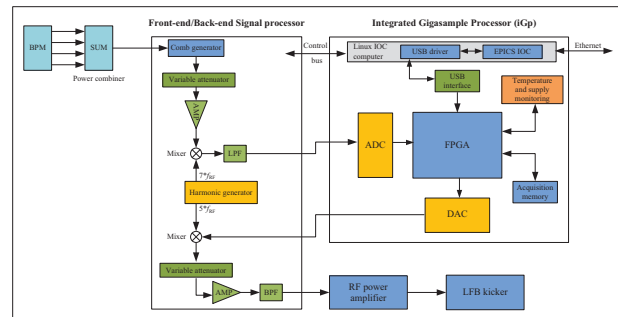 Front-end/Back-end Signal processor
Integrated Gigasample Processor (iGp)
BPM
SUM
Power combiner
Comb generator
Variable attenuator
AMP
Mixer
LPF
7*f
Harmonic generator
5*f
Mixer
Variable attenuator
AMP
BPF
Control
bus
Linux IOC
computer
USB driver
EPICS IOC
Ethernet
USB
interface
Temperature
and supply
monitoring
ADC
FPGA
Acquisition
memory
DAC
RF power
amplifier
LFB kicker